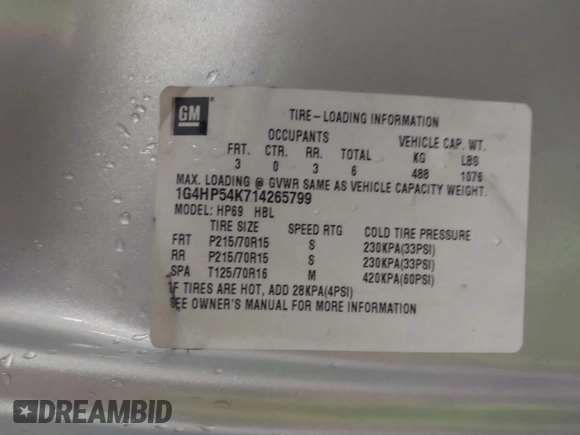 GM
TIRE-LOADING INFORMATION
OCCUPANTS VEHICLE CAP. WT.
FRT. CTR. RR. TOTAL KG LBS
3 0 3 6 488 1076
MAX. LOADING @ GVWR SAME AS VEHICLE CAPACITY WEIGHT.
1G4HP54K714265799
MODEL: HP69 HBL
TIRE SIZE SPEED RTG COLD TIRE PRESSURE
FRT P215/70R15 S 230KPA(33PSI)
RR P215/70R15 S 230KPA(33PSI)
SPA T125/70R16 M 420KPA(60PSI)
IF TIRES ARE HOT, ADD 28KPA(4PSI)
SEE OWNER'S MANUAL FOR MORE INFORMATION
DREAMBID